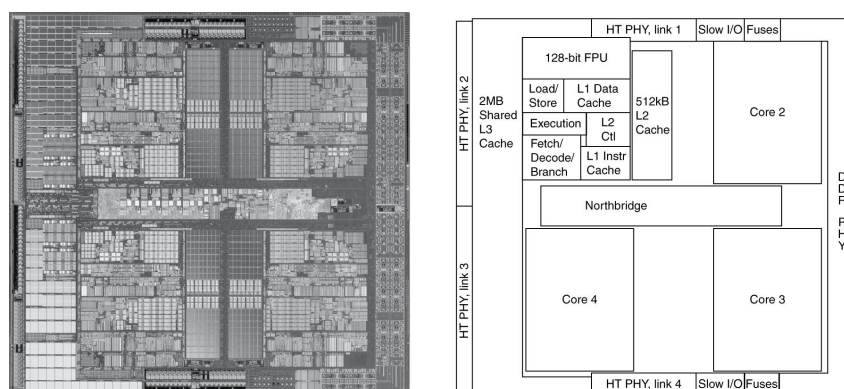 HT PHY, link 1
Slow I/O
Fuses
HT PHY, link 2
2MB
Shared
L3
Cache
128-bit FPU
Load/
Store
L1 Data
Cache
Execution
L2
Ctl
Fetch/
Decode/
Branch
L1 Instr
Cache
512kB
L2
Cache
Core 2
Northbridge
HT PHY, link 3
Core 4
Core 3
HT PHY, link 4
Slow I/O
Fuses